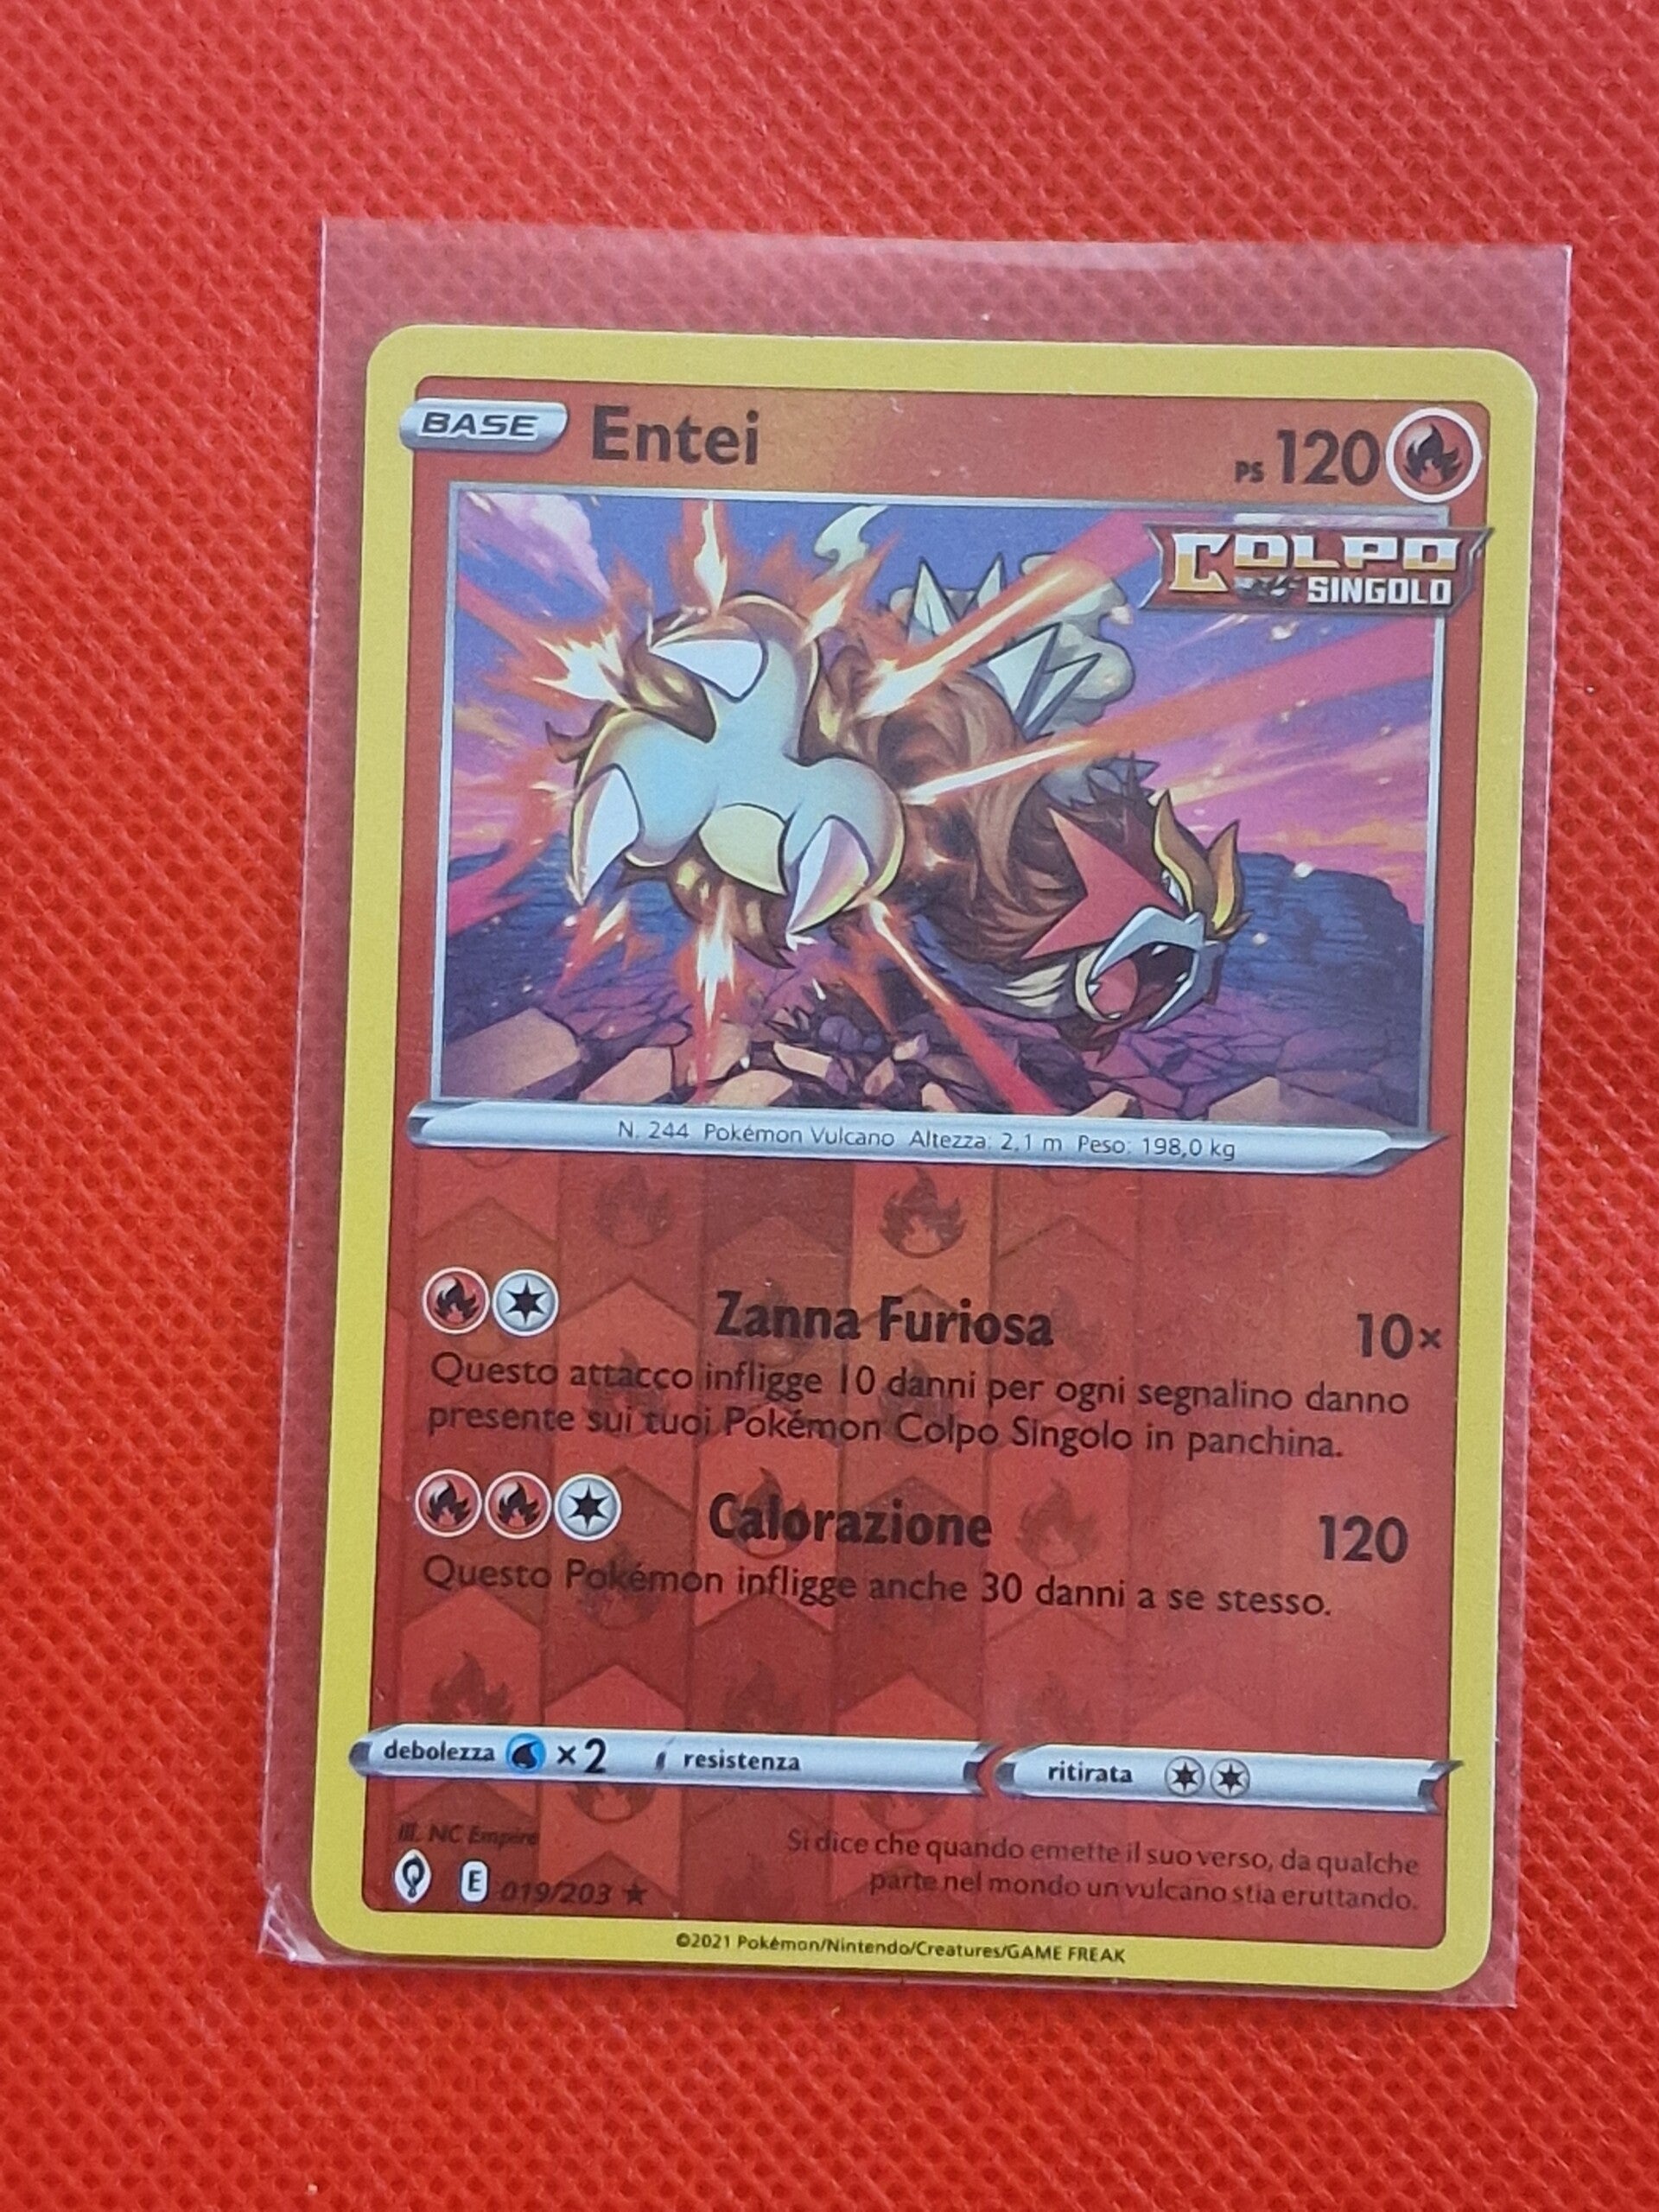 BASE Entei PS 120
COLPO
SINGOLO
N. 244 Pokémon Vulcano Altezza: 2,1 m Peso: 198,0 kg
Zanna Furiosa 10×
Questo attacco infligge 10 danni per ogni segnalino danno
presente sui tuoi Pokémon Colpo Singolo in panchina.
Calorazione 120
Questo Pokémon infligge anche 30 danni a se stesso.
debolezza ×2 resistenza ritirata
Ill. NC Empire
Si dice che quando emette il suo verso, da qualche
parte nel mondo un vulcano stia eruttando.
E 019/203 ★
©2021 Pokémon/Nintendo/Creatures/GAME FREAK